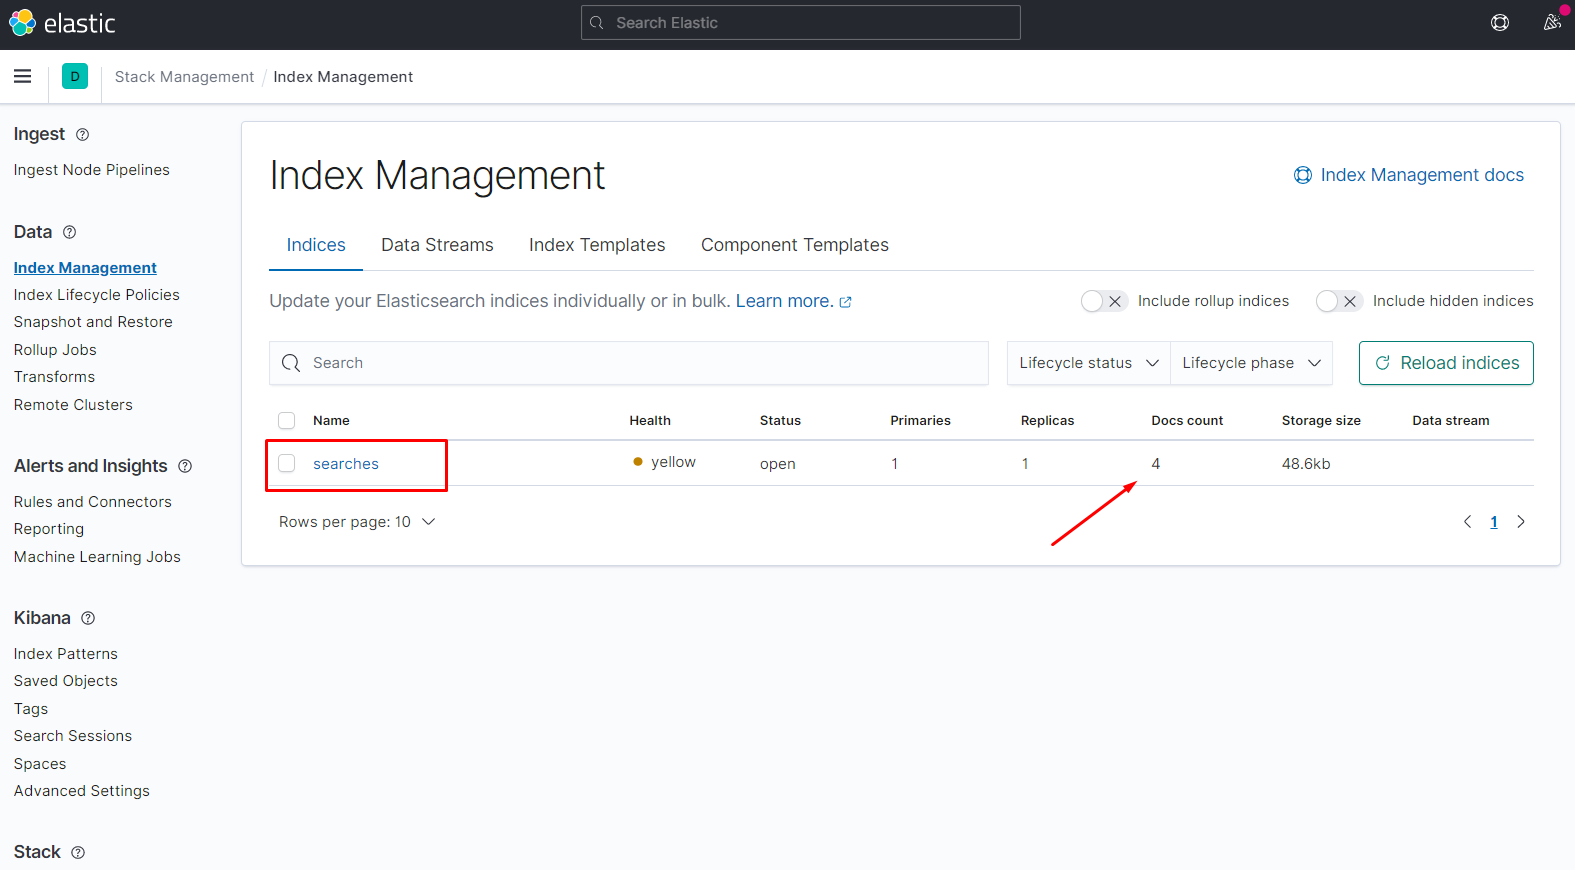 elastic
Search Elastic
D
Stack Management / Index Management
Ingest
Ingest Node Pipelines
Data
Index Management
Index Lifecycle Policies
Snapshot and Restore
Rollup Jobs
Transforms
Remote Clusters
Alerts and Insights
Rules and Connectors
Reporting
Machine Learning Jobs
Kibana
Index Patterns
Saved Objects
Tags
Search Sessions
Spaces
Advanced Settings
Stack
Index Management
Index Management docs
Indices Data Streams Index Templates Component Templates
Update your Elasticsearch indices individually or in bulk. Learn more.
Include rollup indices Include hidden indices
Search
Lifecycle status Lifecycle phase
Reload indices
Name Health Status Primaries Replicas Docs count Storage size Data stream
searches yellow open 1 1 4 48.6kb
Rows per page: 10
1